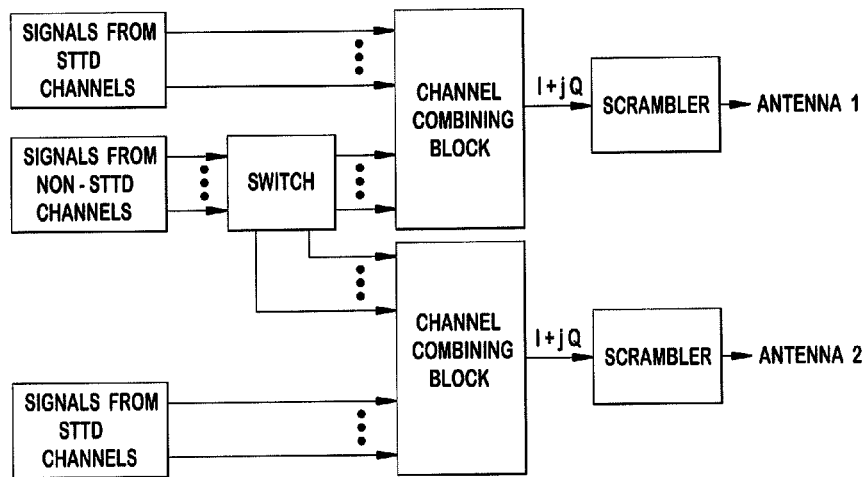 SIGNALS FROM
STTD
CHANNELS
CHANNEL
COMBINING
BLOCK
I+jQ
SCRAMBLER
ANTENNA 1
SIGNALS FROM
NON-STTD
CHANNELS
SWITCH
CHANNEL
COMBINING
BLOCK
I+jQ
SCRAMBLER
ANTENNA 2
SIGNALS FROM
STTD
CHANNELS